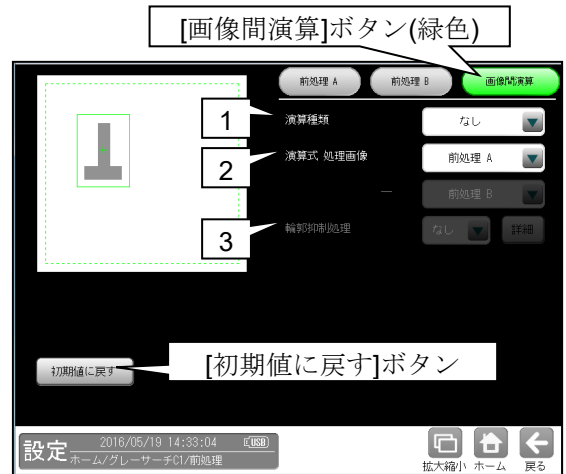 [画像間演算]ボタン(緑色)
前処理 A 前処理 B 画像間演算
1 演算種類 なし
2 演算式 処理画像 前処理 A
— 前処理 B
3 輪郭抑制処理 なし 詳細
初期値に戻す [初期値に戻す]ボタン
設定 2016/05/19 14:33:04 (USB)
ホーム/グレーサーチC1/前処理
拡大縮小 ホーム 戻る